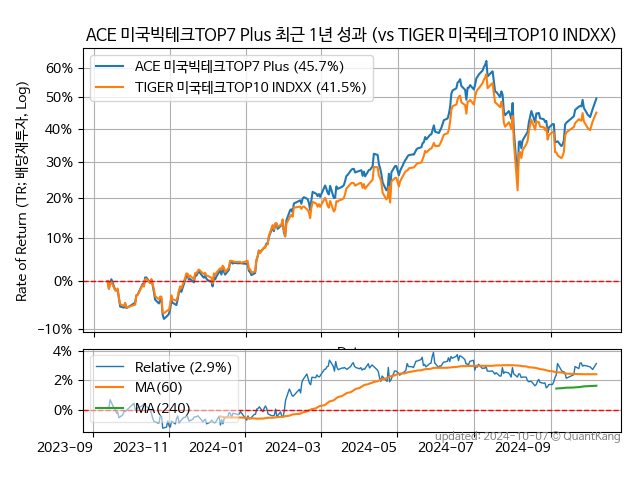 ACE 미국빅테크TOP7 Plus 최근 1년 성과 (vs TIGER 미국테크TOP10 INDXX)
Rate of Return (TR: 배당재투자, Log)
60%
50%
40%
30%
20%
10%
0%
−10%
ACE 미국빅테크TOP7 Plus (45.7%)
TIGER 미국테크TOP10 INDXX (41.5%)
4%
2%
0%
Relative (2.9%)
MA(60)
MA(240)
2023-09 2023-11 2024-01 2024-03 2024-05 2024-07 2024-09
updated: 2024-10-07 © QuantKang